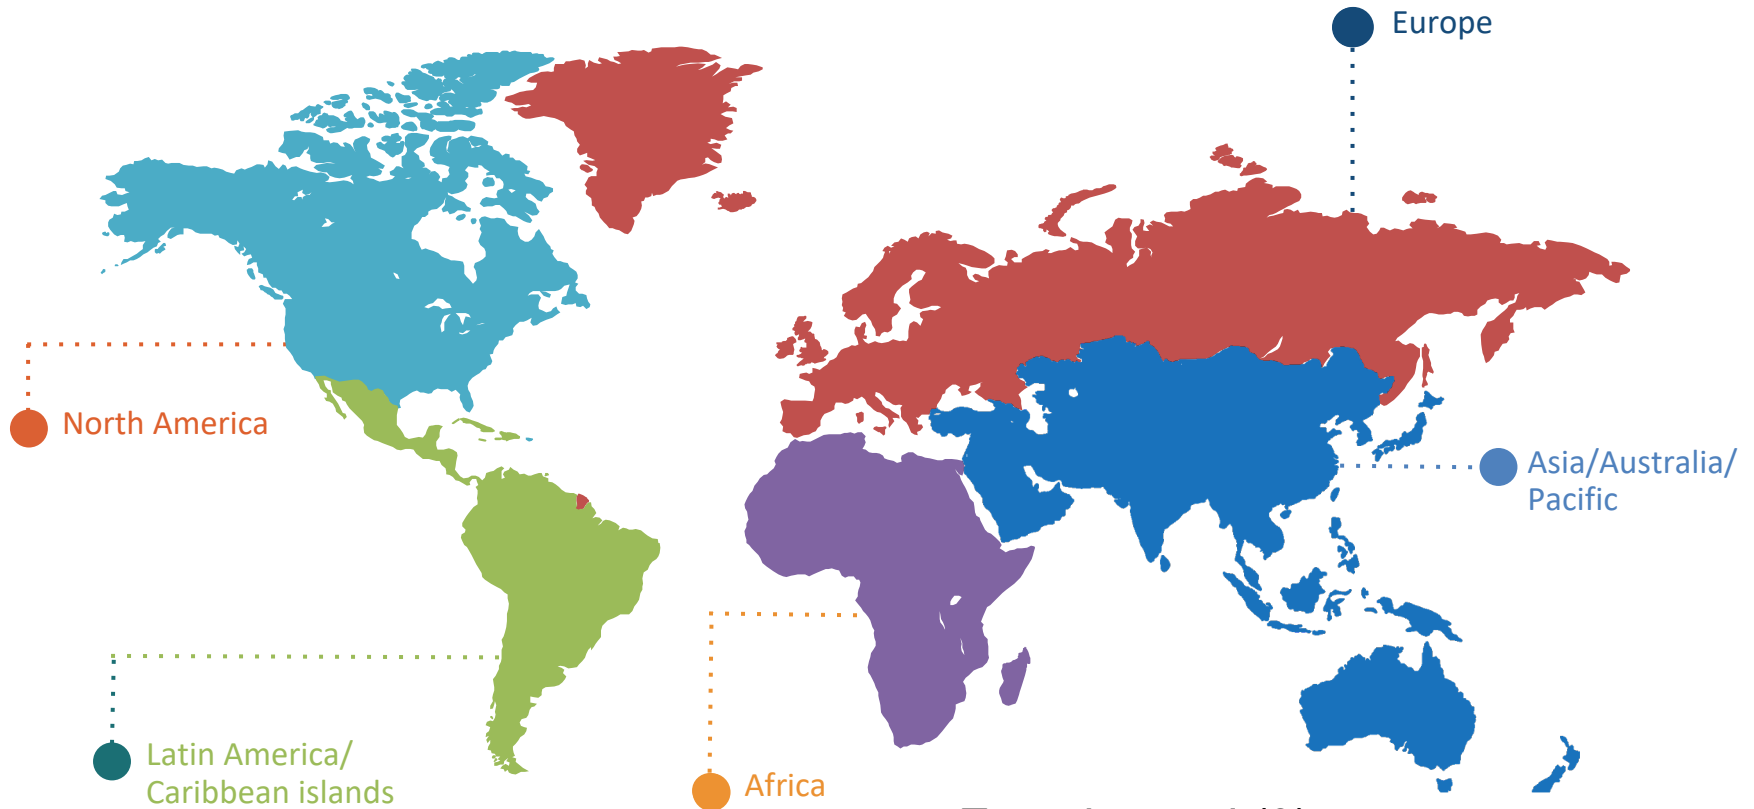 Europe
North America
Asia/Australia/
Pacific
Latin America/
Caribbean islands
Africa